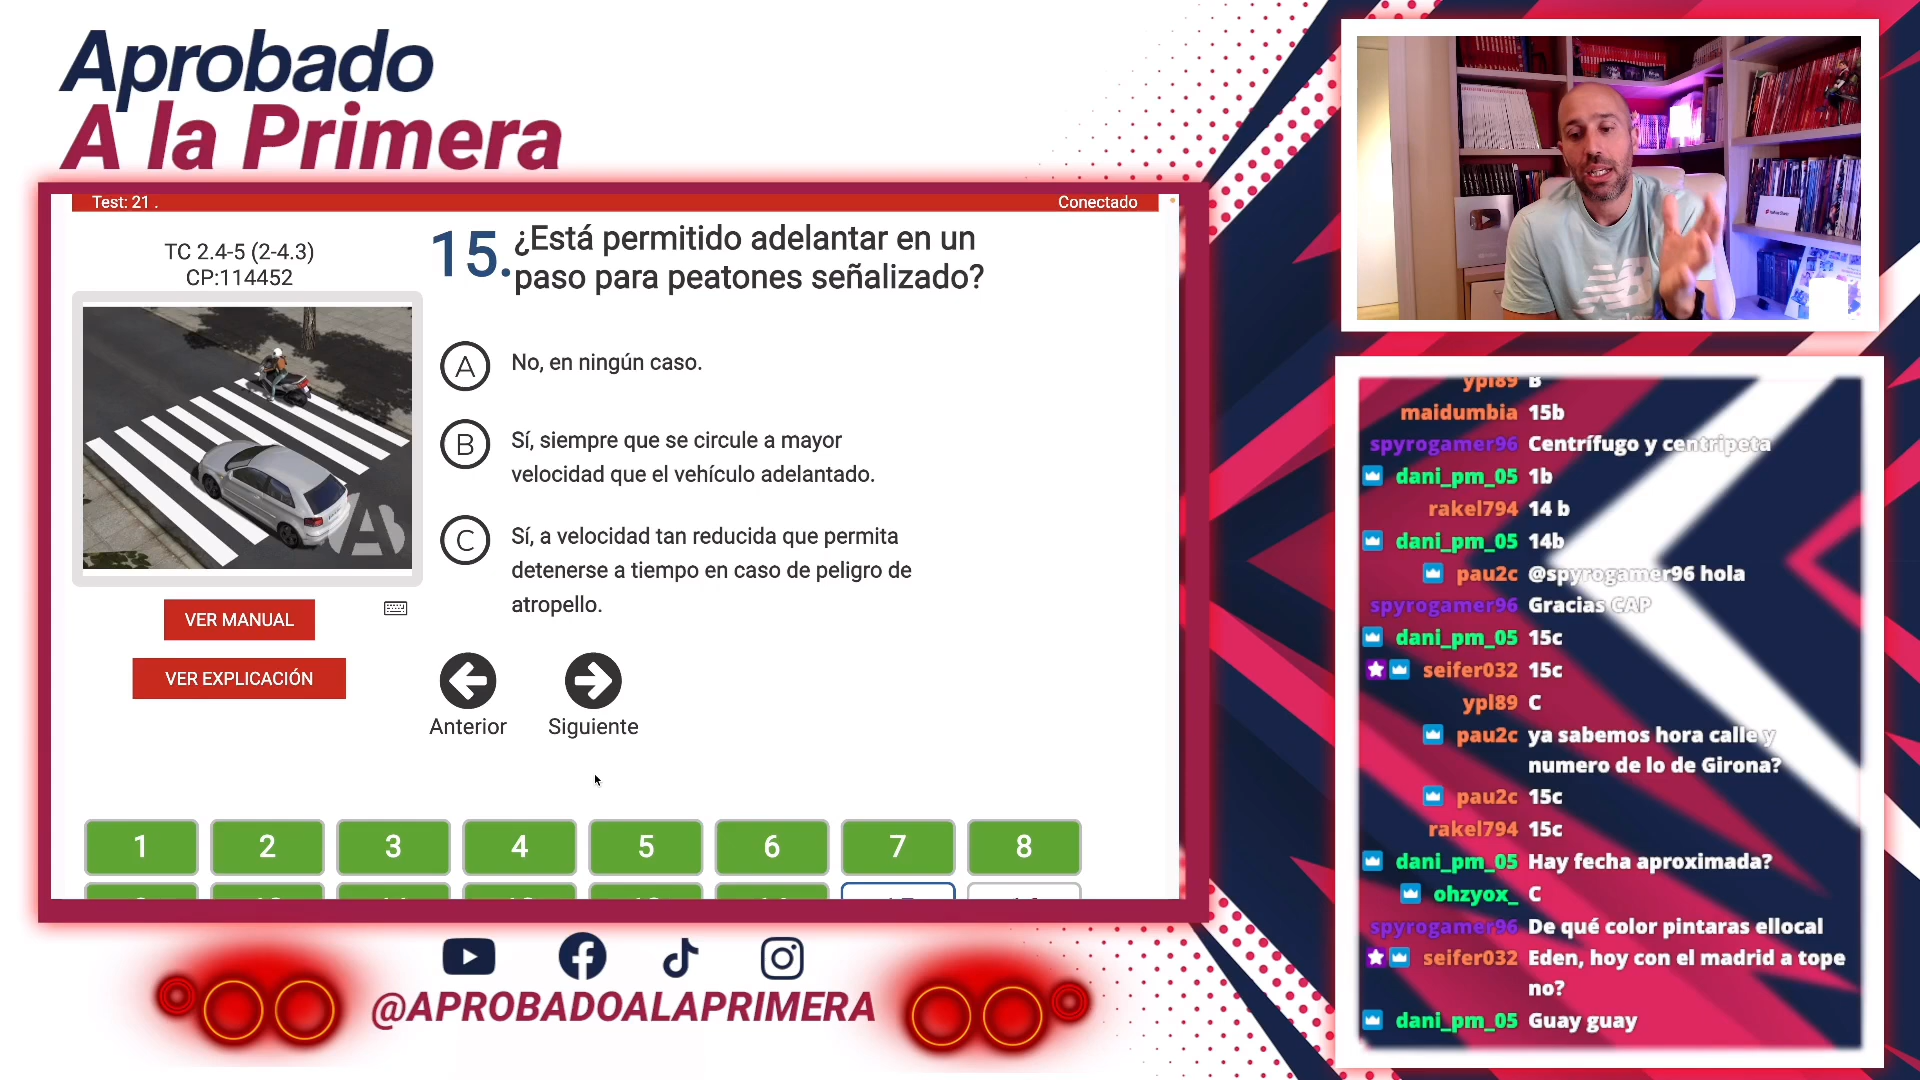 Aprobado
A la Primera
Test: 21 .
Conectado
TC 2.4-5 (2-4.3)
CP:114452
15.
¿Está permitido adelantar en un
paso para peatones señalizado?
A
No, en ningún caso.
B
Sí, siempre que se circule a mayor
velocidad que el vehículo adelantado.
C
Sí, a velocidad tan reducida que permita
detenerse a tiempo en caso de peligro de
atropello.
VER MANUAL
VER EXPLICACIÓN
Anterior
Siguiente
1
2
3
4
5
6
7
8
@APROBADOALAPRIMERA
ypl89 B
maidumbia 15b
spyrogamer96 Centrífugo y centripeta
dani_pm_05 1b
rakel794 14 b
dani_pm_05 14b
pau2c @spyrogamer96 hola
spyrogamer96 Gracias CAP
dani_pm_05 15c
seifer032 15c
ypl89 C
pau2c ya sabemos hora calle y
numero de lo de Girona?
pau2c 15c
rakel794 15c
dani_pm_05 Hay fecha aproximada?
ohzyox_ C
spyrogamer96 De qué color pintaras ellocal
seifer032 Eden, hoy con el madrid a tope
no?
dani_pm_05 Guay guay